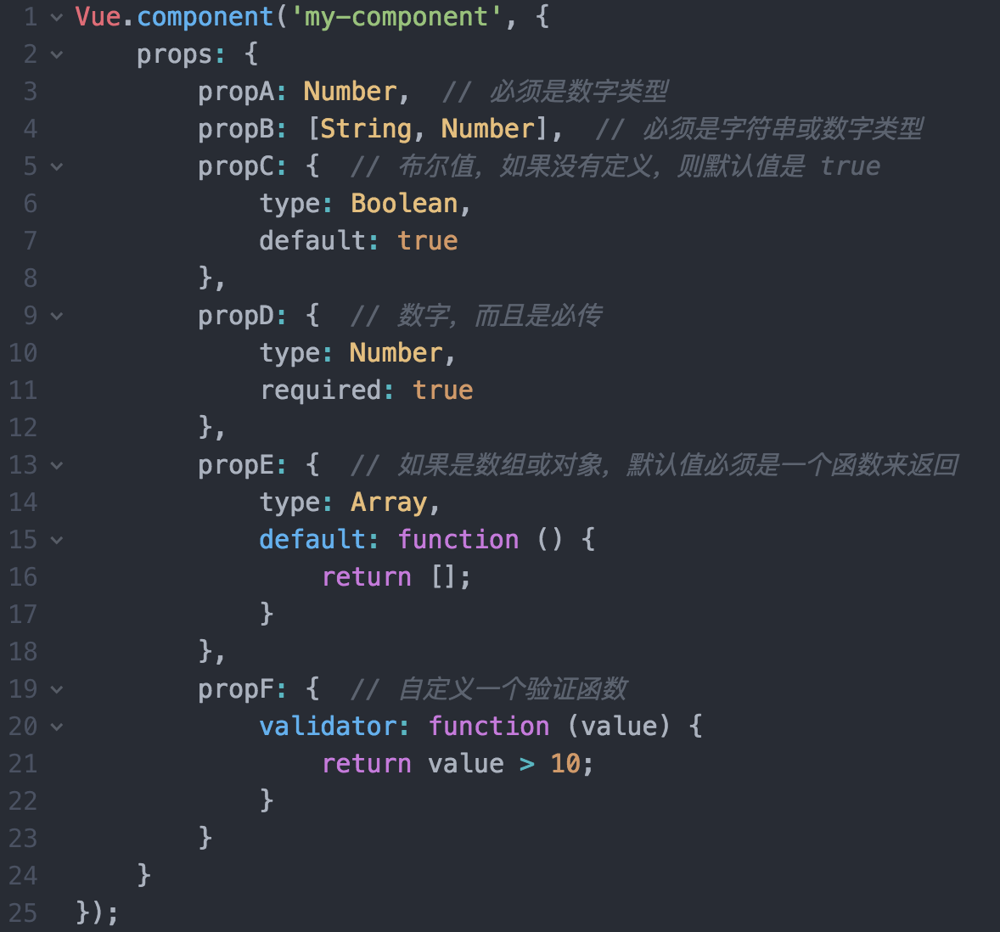 1 Vue.component('my-component', {
2     props: {
3         propA: Number,  // 必须是数字类型
4         propB: [String, Number],  // 必须是字符串或数字类型
5         propC: {  // 布尔值，如果没有定义，则默认值是 true
6             type: Boolean,
7             default: true
8         },
9         propD: {  // 数字，而且是必传
10             type: Number,
11             required: true
12         },
13         propE: {  // 如果是数组或对象，默认值必须是一个函数来返回
14             type: Array,
15             default: function () {
16                 return [];
17             }
18         },
19         propF: {  // 自定义一个验证函数
20             validator: function (value) {
21                 return value > 10;
22             }
23         }
24     }
25 });